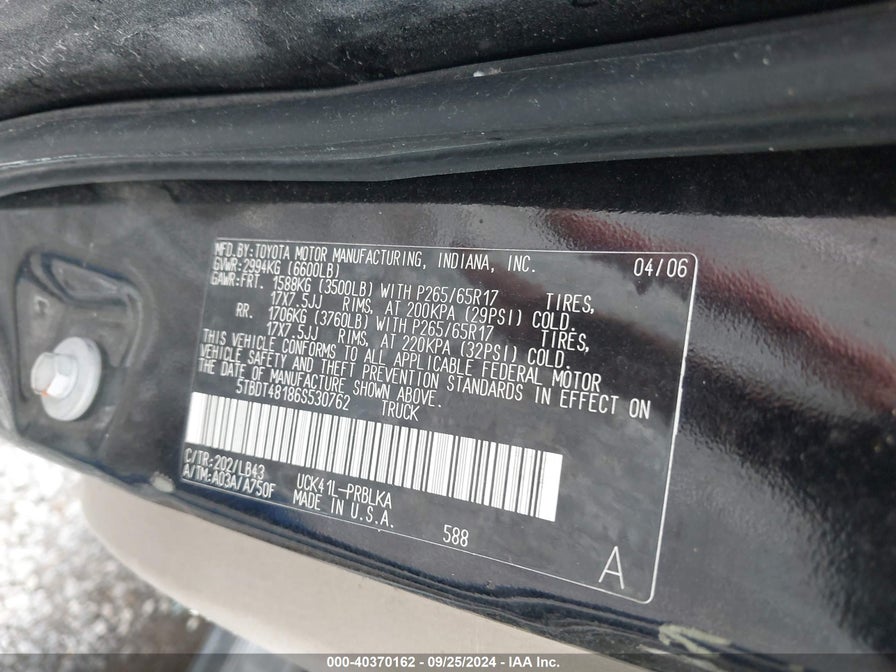 MFD.BY:TOYOTA MOTOR MANUFACTURING, INDIANA, INC. 04/06
GVWR:2994KG (6600LB)
GAWR:FRT. 1588KG (3500LB) WITH P265/65R17 TIRES,
17X7.5JJ RIMS, AT 200KPA (29PSI) COLD.
RR. 1706KG (3760LB) WITH P265/65R17 TIRES,
17X7.5JJ RIMS, AT 220KPA (32PSI) COLD.
THIS VEHICLE CONFORMS TO ALL APPLICABLE FEDERAL MOTOR
VEHICLE SAFETY AND THEFT PREVENTION STANDARDS IN EFFECT ON
THE DATE OF MANUFACTURE SHOWN ABOVE.
5TBDT48186S530762 TRUCK
C/TR:202/LB43 UCK41L-PRBLKA
A/TM:A03A/A750F MADE IN U.S.A.
588
A
000-40370162 - 09/25/2024 - IAA Inc.